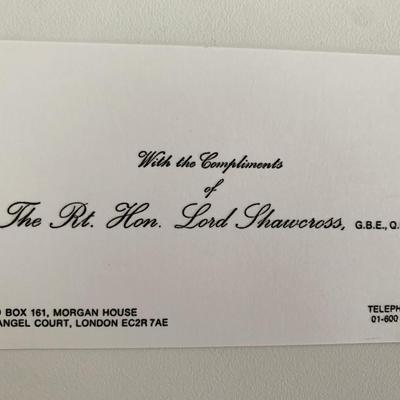 With the Compliments
of
The Rt. Hon. Lord Shawcross, G.B.E., Q.
BOX 161, MORGAN HOUSE
ANGEL COURT, LONDON EC2R 7AE
TELEPH
01-600